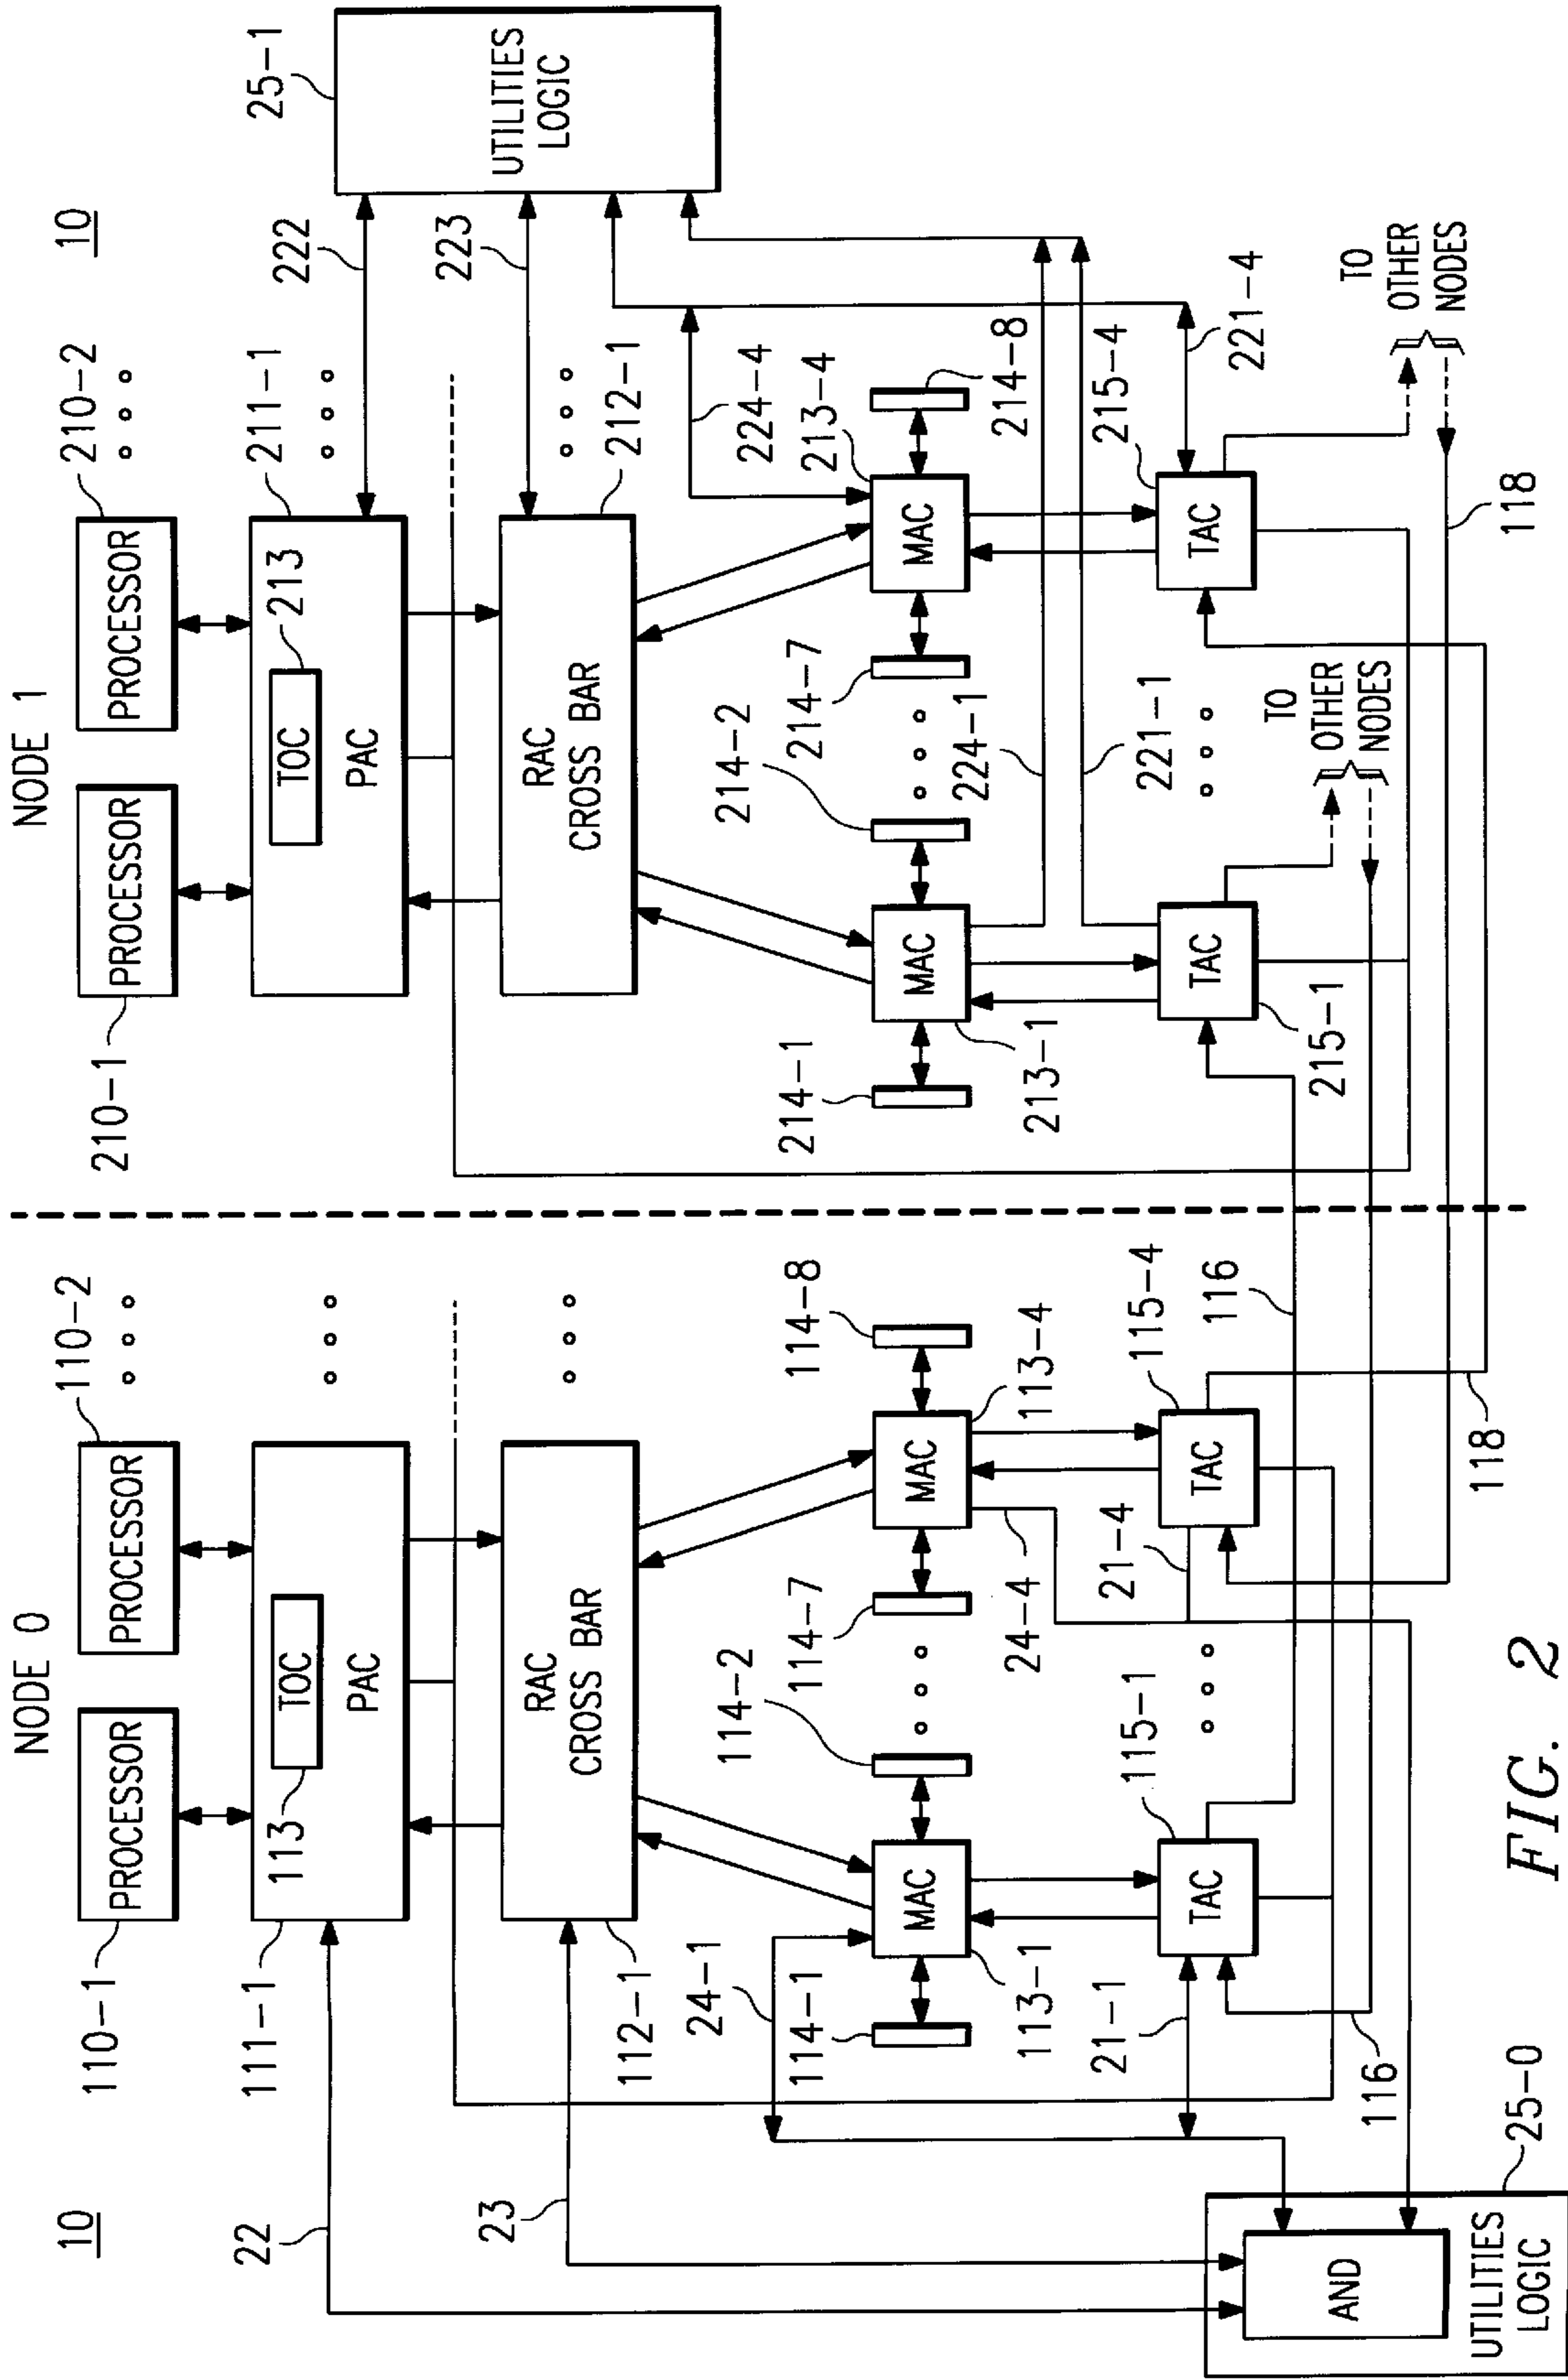 10
NODE 0
NODE 1
10
110-1
PROCESSOR
PROCESSOR
110-2
210-1
PROCESSOR
PROCESSOR
210-2
22
111-1
113
TOC
PAC
TOC
213
PAC
211-1
222
25-1
UTILITIES
LOGIC
23
112-1
RAC
CROSS BAR
RAC
CROSS BAR
212-1
223
24-1
114-1
MAC
113-1
114-2
114-7
MAC
114-8
113-4
24-4
214-1
MAC
213-1
214-2
214-7
MAC
213-4
214-8
224-4
224-1
21-1
TAC
115-1
21-4
TAC
115-4
116
TAC
215-1
221-1
TAC
215-4
221-4
TO
OTHER
NODES
TO
OTHER
NODES
116
118
118
25-0
AND
UTILITIES
LOGIC
FIG. 2